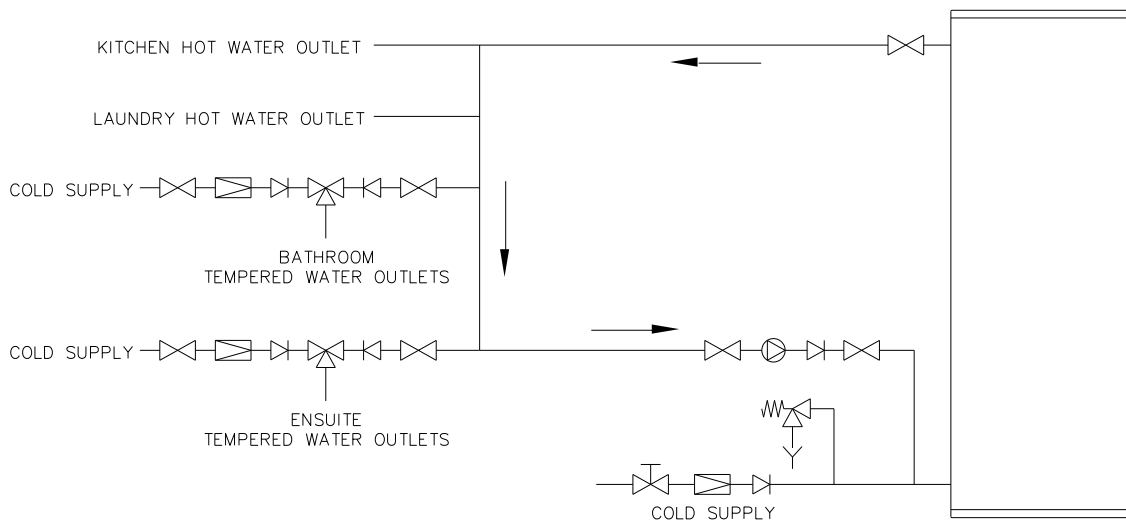 KITCHEN HOT WATER OUTLET
LAUNDRY HOT WATER OUTLET
COLD SUPPLY
BATHROOM
TEMPERED WATER OUTLETS
COLD SUPPLY
ENSUITE
TEMPERED WATER OUTLETS
COLD SUPPLY